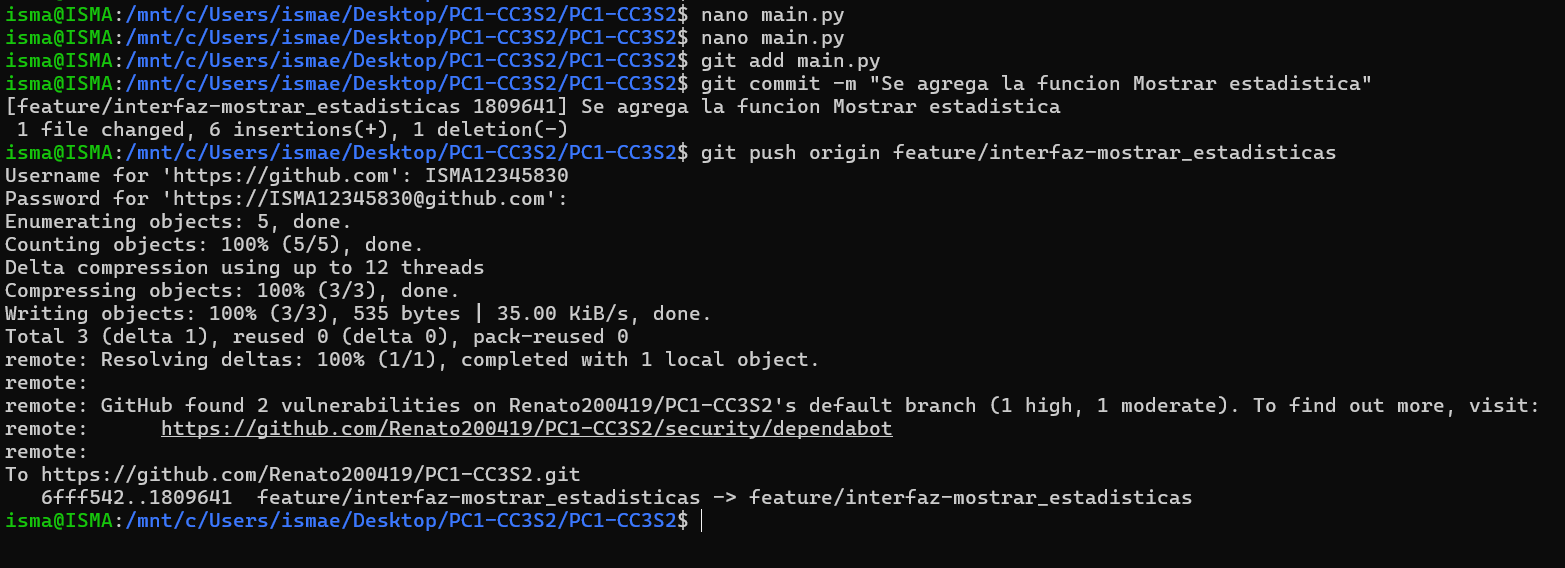 isma@ISMA:/mnt/c/Users/ismae/Desktop/PC1-CC3S2/PC1-CC3S2$ nano main.py
isma@ISMA:/mnt/c/Users/ismae/Desktop/PC1-CC3S2/PC1-CC3S2$ nano main.py
isma@ISMA:/mnt/c/Users/ismae/Desktop/PC1-CC3S2/PC1-CC3S2$ git add main.py
isma@ISMA:/mnt/c/Users/ismae/Desktop/PC1-CC3S2/PC1-CC3S2$ git commit -m "Se agrega la funcion Mostrar estadistica"
[feature/interfaz-mostrar_estadisticas 1809641] Se agrega la funcion Mostrar estadistica
 1 file changed, 6 insertions(+), 1 deletion(-)
isma@ISMA:/mnt/c/Users/ismae/Desktop/PC1-CC3S2/PC1-CC3S2$ git push origin feature/interfaz-mostrar_estadisticas
Username for 'https://github.com': ISMA12345830
Password for 'https://ISMA12345830@github.com':
Enumerating objects: 5, done.
Counting objects: 100% (5/5), done.
Delta compression using up to 12 threads
Compressing objects: 100% (3/3), done.
Writing objects: 100% (3/3), 535 bytes | 35.00 KiB/s, done.
Total 3 (delta 1), reused 0 (delta 0), pack-reused 0
remote: Resolving deltas: 100% (1/1), completed with 1 local object.
remote:
remote: GitHub found 2 vulnerabilities on Renato200419/PC1-CC3S2's default branch (1 high, 1 moderate). To find out more, visit:
remote:      https://github.com/Renato200419/PC1-CC3S2/security/dependabot
remote:
To https://github.com/Renato200419/PC1-CC3S2.git
   6fff542..1809641  feature/interfaz-mostrar_estadisticas -> feature/interfaz-mostrar_estadisticas
isma@ISMA:/mnt/c/Users/ismae/Desktop/PC1-CC3S2/PC1-CC3S2$